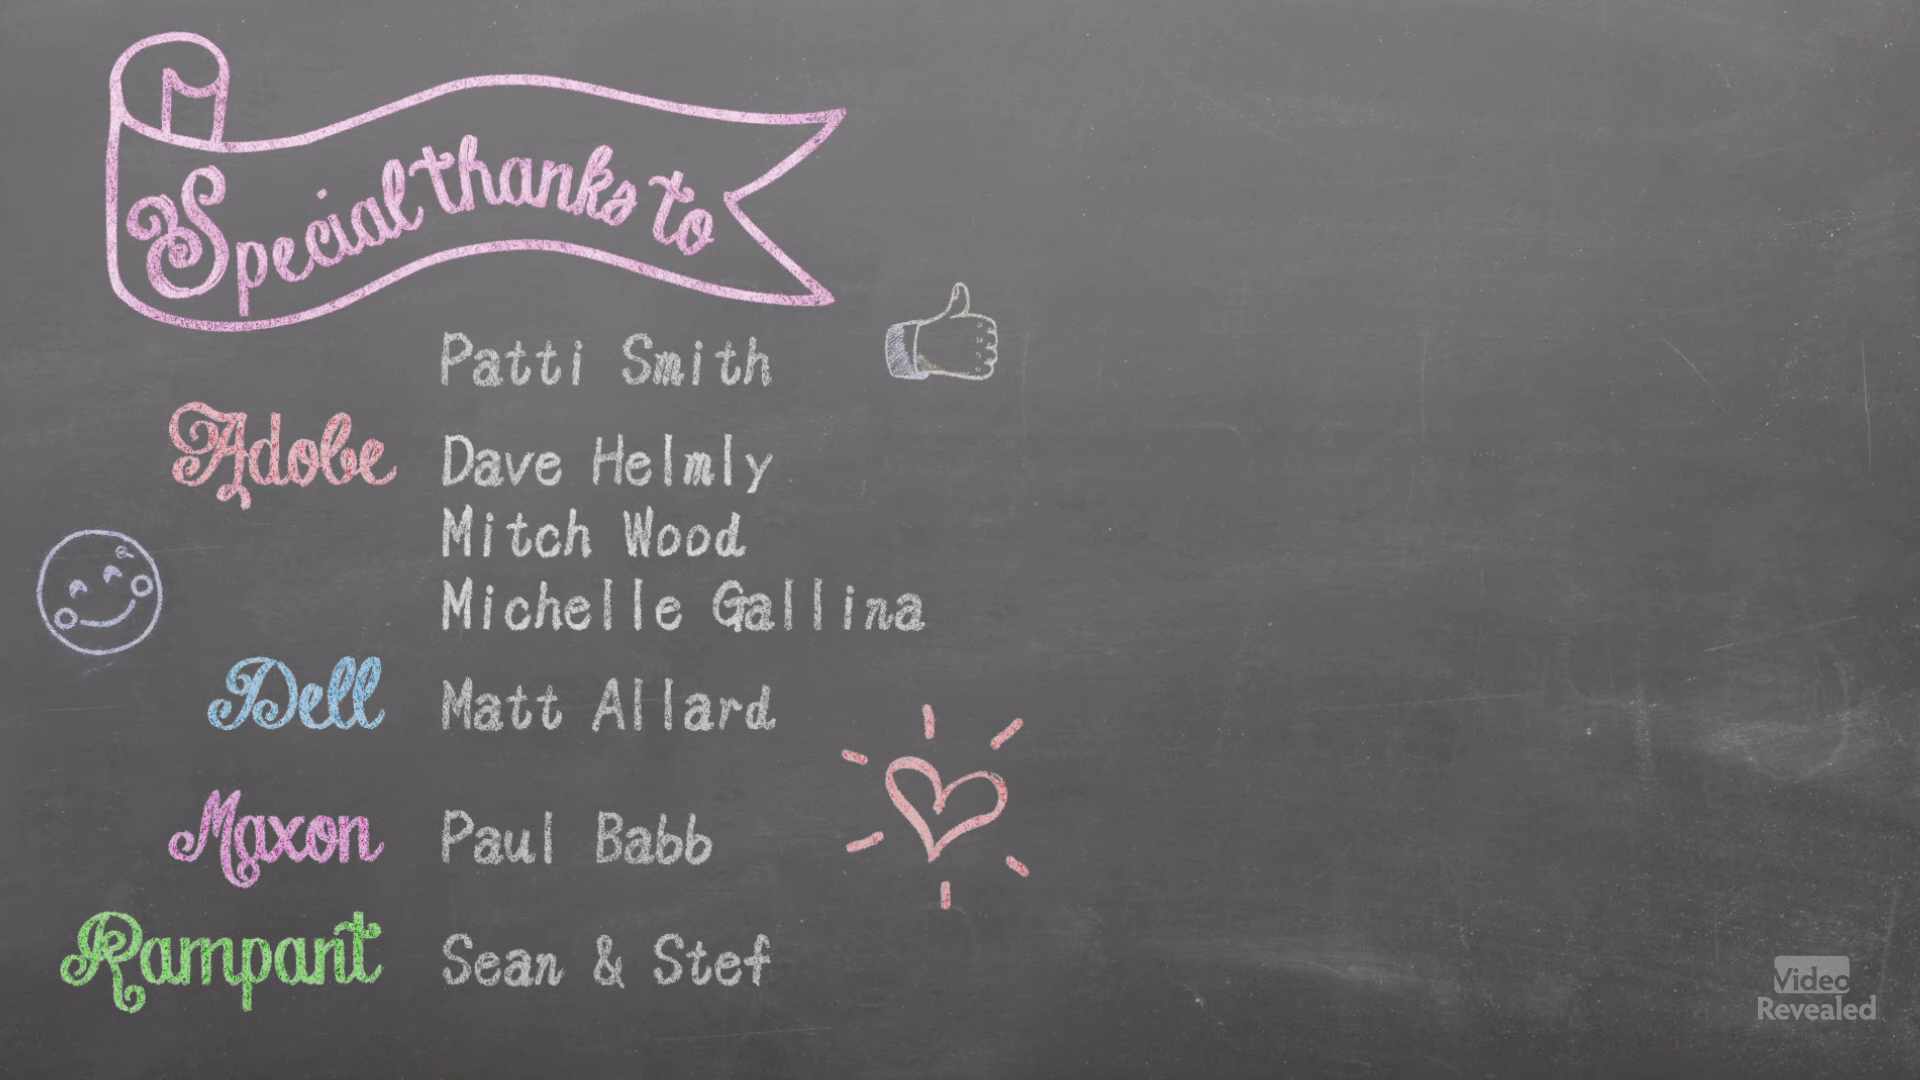 Special thanks to
Patti Smith
Adobe Dave Helmly
Mitch Wood
Michelle Gallina
Dell Matt Allard
Maxon Paul Babb
Rampant Sean & Stef
Video
Revealed